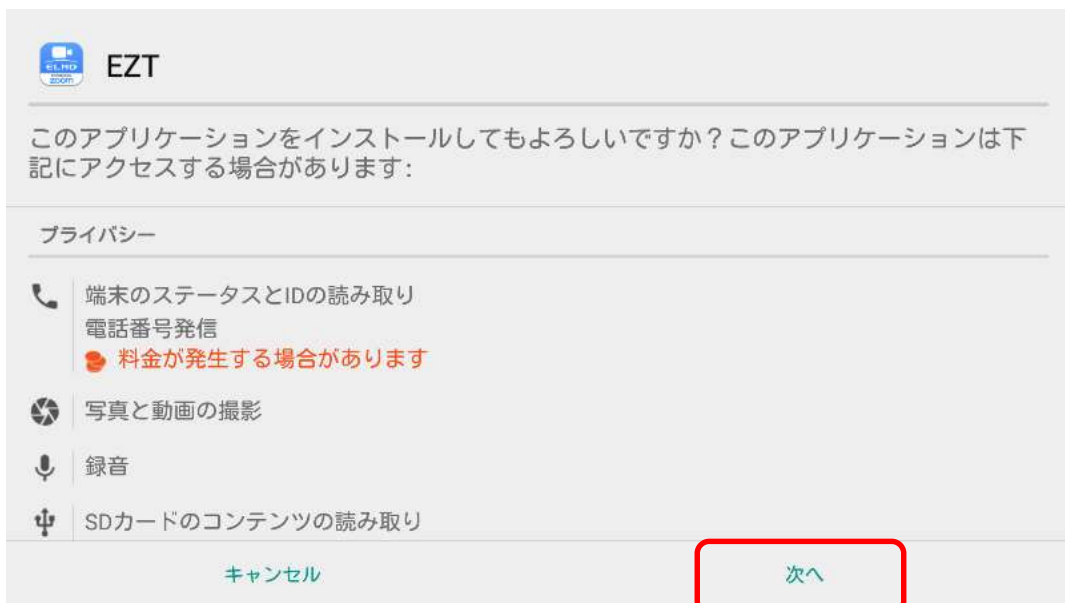 ELMO
zoom
EZT
このアプリケーションをインストールしてもよろしいですか？このアプリケーションは下
記にアクセスする場合があります:
プライバシー
端末のステータスとIDの読み取り
電話番号発信
料金が発生する場合があります
写真と動画の撮影
録音
SDカードのコンテンツの読み取り
キャンセル
次へ